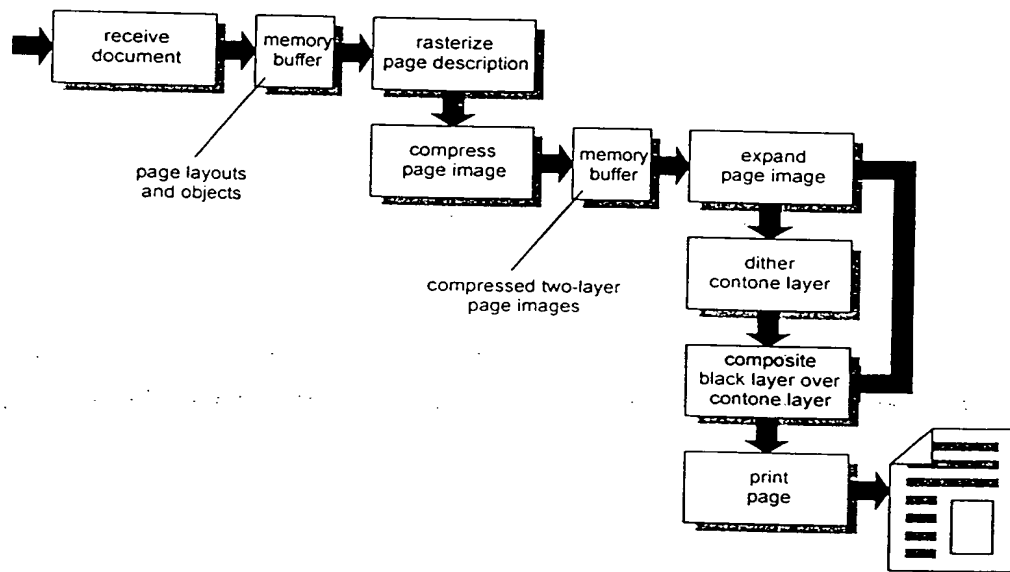 receive
document
memory
buffer
rasterize
page description
page layouts
and objects
compress
page image
memory
buffer
expand
page image
compressed two-layer
page images
dither
contone layer
composite
black layer over
contone layer
print
page